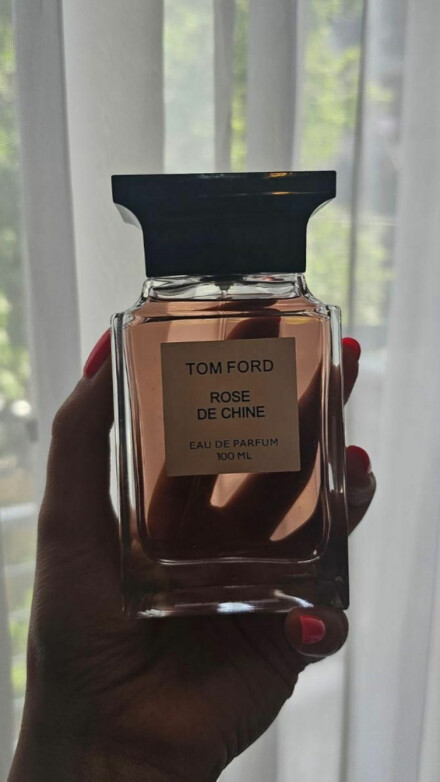 TOM FORD
ROSE
DE CHINE
EAU DE PARFUM
100 ML